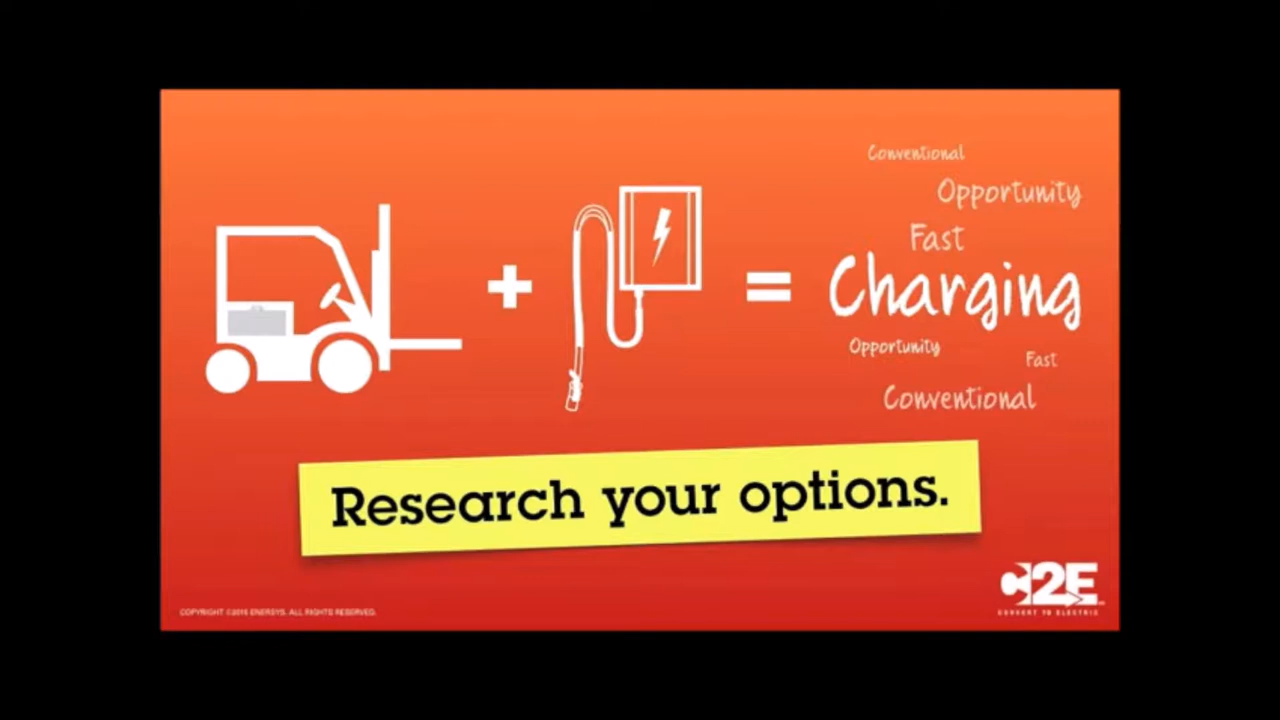 Conventional
Opportunity
Fast
Charging
Opportunity
Fast
Conventional
+
=
Research your options.
COPYRIGHT ©2016 ENERSYS. ALL RIGHTS RESERVED.
C2E
CONVERT TO ELECTRIC